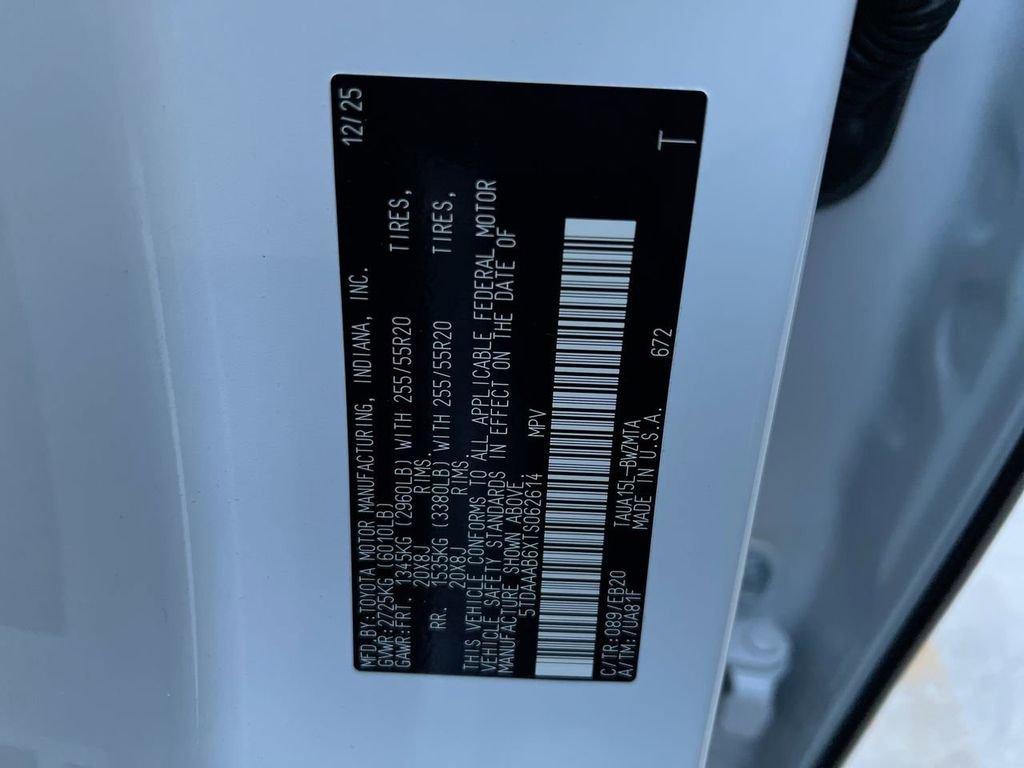 12/25
MFD.BY:TOYOTA MOTOR MANUFACTURING, INDIANA, INC.
GVWR:2725KG (6010LB)
GAWR:FRT. 1345KG (2960LB) WITH 255/55R20 TIRES,
20X8J RIMS.
RR. 1535KG (3380LB) WITH 255/55R20 TIRES,
20X8J RIMS.
THIS VEHICLE CONFORMS TO ALL APPLICABLE FEDERAL MOTOR
VEHICLE SAFETY STANDARDS IN EFFECT ON THE DATE OF
MANUFACTURE SHOWN ABOVE.
5TDAAAB6XTS062614 MPV
C/TR:089/FB20 TAUA15L-BWZMTA 672
A/TM:/UA81F MADE IN U.S.A.
T